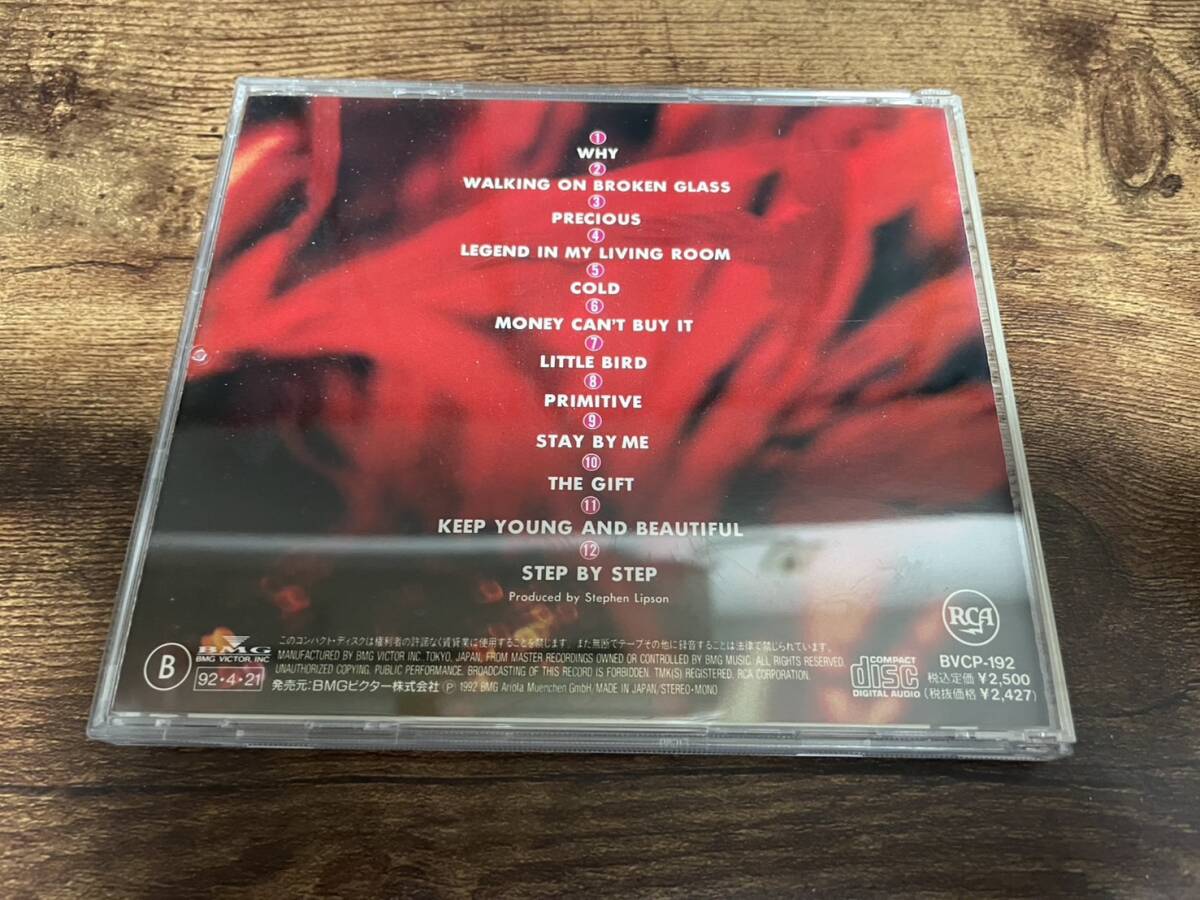 1
WHY
2
WALKING ON BROKEN GLASS
3
PRECIOUS
4
LEGEND IN MY LIVING ROOM
5
COLD
6
MONEY CAN'T BUY IT
7
LITTLE BIRD
8
PRIMITIVE
9
STAY BY ME
10
THE GIFT
11
KEEP YOUNG AND BEAUTIFUL
12
STEP BY STEP
Produced by Stephen Lipson
RCA
B
BMG
BMG VICTOR, INC
92・4・21
このコンパクト・ディスクは権利者の許諾なく賃貸業に使用することを禁じます。また無断でテープその他に録音することは法律で禁じられています。
MANUFACTURED BY BMG VICTOR INC. TOKYO, JAPAN, FROM MASTER RECORDINGS OWNED OR CONTROLLED BY BMG MUSIC. ALL RIGHTS RESERVED.
UNAUTHORIZED COPYING, PUBLIC PERFORMANCE, BROADCASTING OF THIS RECORD IS FORBIDDEN. TMK(S) REGISTERED. RCA CORPORATION.
発売元:BMGビクター株式会社 Ⓟ 1992 BMG Ariola Muenchen GmbH, MADE IN JAPAN/STEREO・MONO
COMPACT
disc
DIGITAL AUDIO
BVCP-192
税込定価 ¥2,500
(税抜価格 ¥2,427)